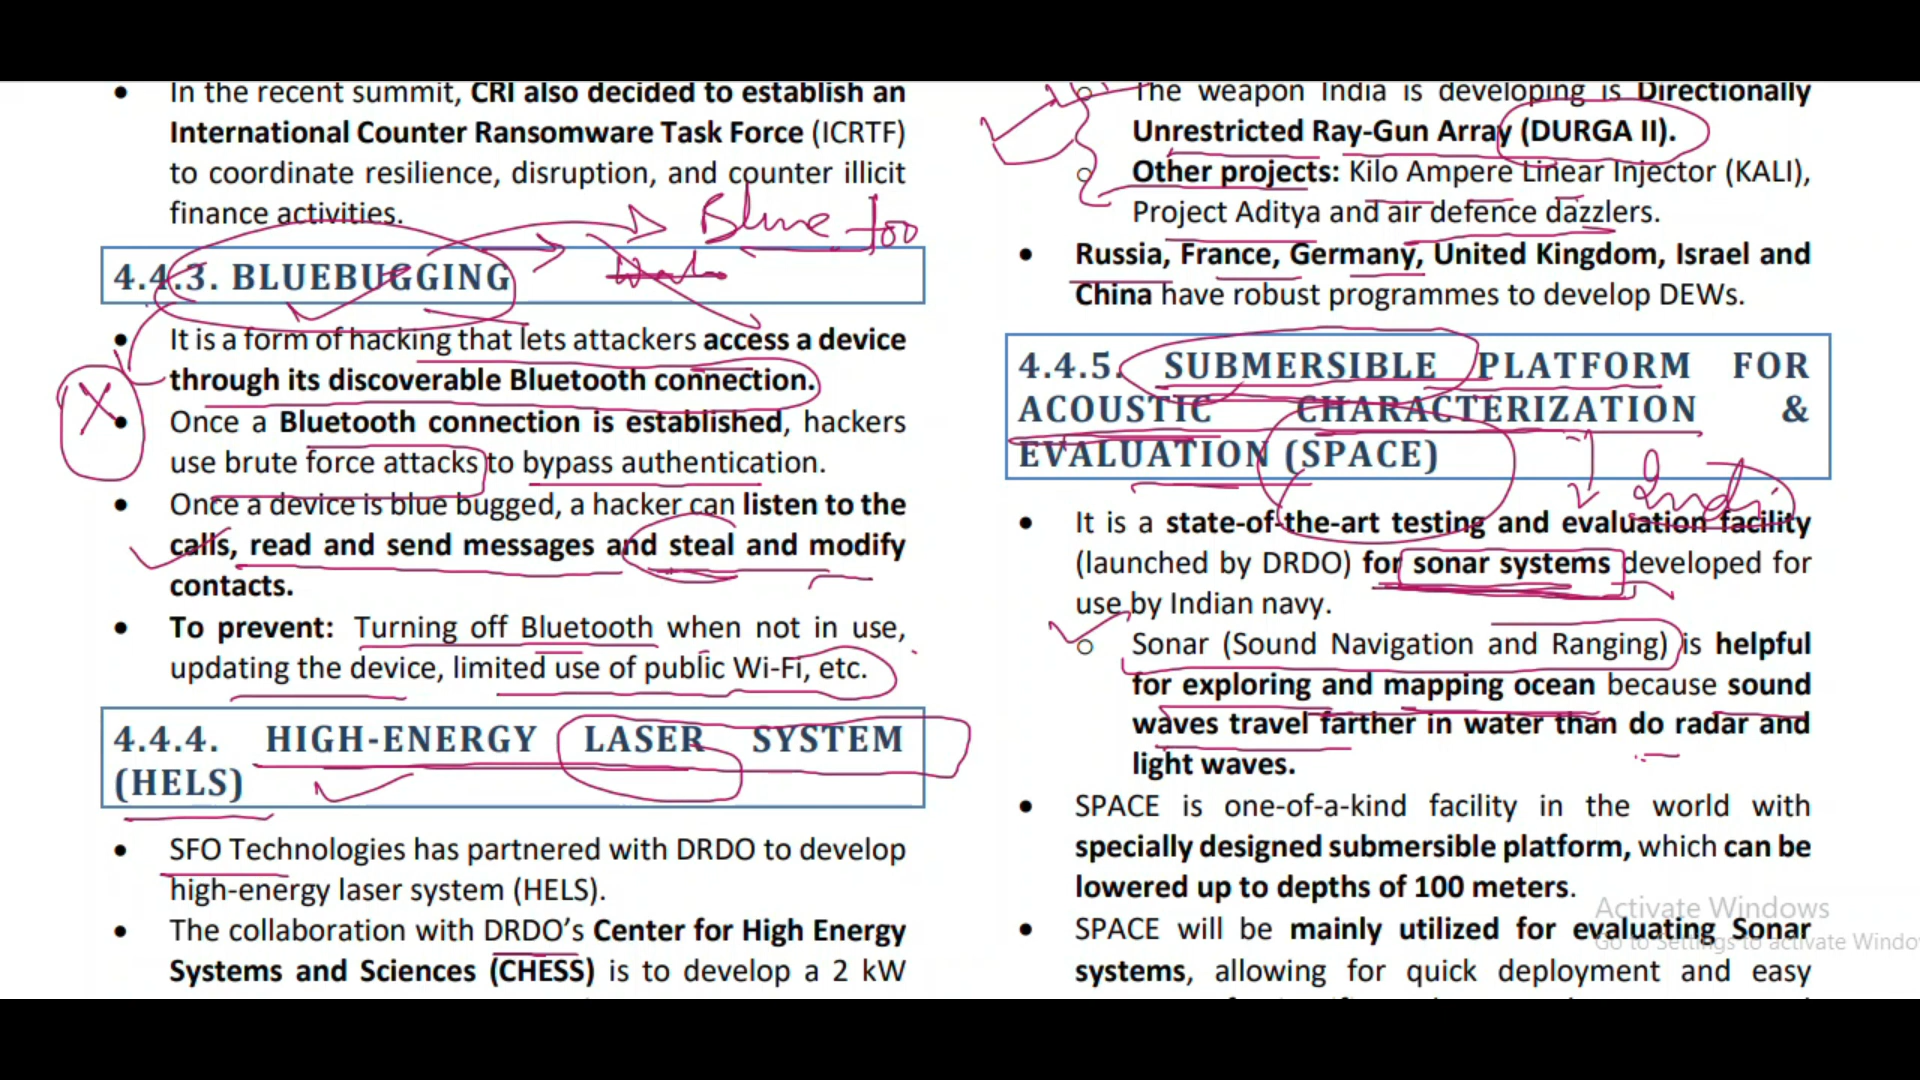 • In the recent summit, CRI also decided to establish an
International Counter Ransomware Task Force (ICRTF)
to coordinate resilience, disruption, and counter illicit
finance activities.
Blue too
4.4.3. BLUEBUGGING
• It is a form of hacking that lets attackers access a device
through its discoverable Bluetooth connection.
• Once a Bluetooth connection is established, hackers
use brute force attacks to bypass authentication.
• Once a device is blue bugged, a hacker can listen to the
calls, read and send messages and steal and modify
contacts.
• To prevent: Turning off Bluetooth when not in use,
updating the device, limited use of public Wi-Fi, etc.
4.4.4. HIGH-ENERGY LASER SYSTEM
(HELS)
• SFO Technologies has partnered with DRDO to develop
high-energy laser system (HELS).
• The collaboration with DRDO’s Center for High Energy
Systems and Sciences (CHESS) is to develop a 2 kW
o The weapon India is developing is Directionally
Unrestricted Ray-Gun Array (DURGA II).
o Other projects: Kilo Ampere Linear Injector (KALI),
Project Aditya and air defence dazzlers.
• Russia, France, Germany, United Kingdom, Israel and
China have robust programmes to develop DEWs.
4.4.5. SUBMERSIBLE PLATFORM FOR
ACOUSTIC CHARACTERIZATION &
EVALUATION (SPACE)
• It is a state-of-the-art testing and evaluation facility
(launched by DRDO) for sonar systems developed for
use by Indian navy.
o Sonar (Sound Navigation and Ranging) is helpful
for exploring and mapping ocean because sound
waves travel farther in water than do radar and
light waves.
• SPACE is one-of-a-kind facility in the world with
specially designed submersible platform, which can be
lowered up to depths of 100 meters.
• SPACE will be mainly utilized for evaluating Sonar
systems, allowing for quick deployment and easy
Activate Windows
Go to Settings to activate Windo